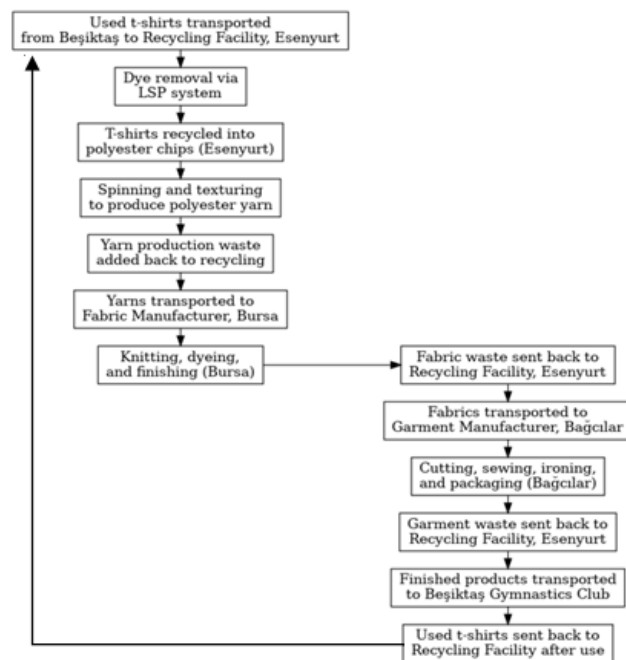 Used t-shirts transported
from Beşiktaş to Recycling Facility, Esenyurt
Dye removal via
LSP system
T-shirts recycled into
polyester chips (Esenyurt)
Spinning and texturing
to produce polyester yarn
Yarn production waste
added back to recycling
Yarns transported to
Fabric Manufacturer, Bursa
Knitting, dyeing,
and finishing (Bursa)
Fabric waste sent back to
Recycling Facility, Esenyurt
Fabrics transported to
Garment Manufacturer, Bağcılar
Cutting, sewing, ironing,
and packaging (Bağcılar)
Garment waste sent back to
Recycling Facility, Esenyurt
Finished products transported
to Beşiktaş Gymnastics Club
Used t-shirts sent back to
Recycling Facility after use